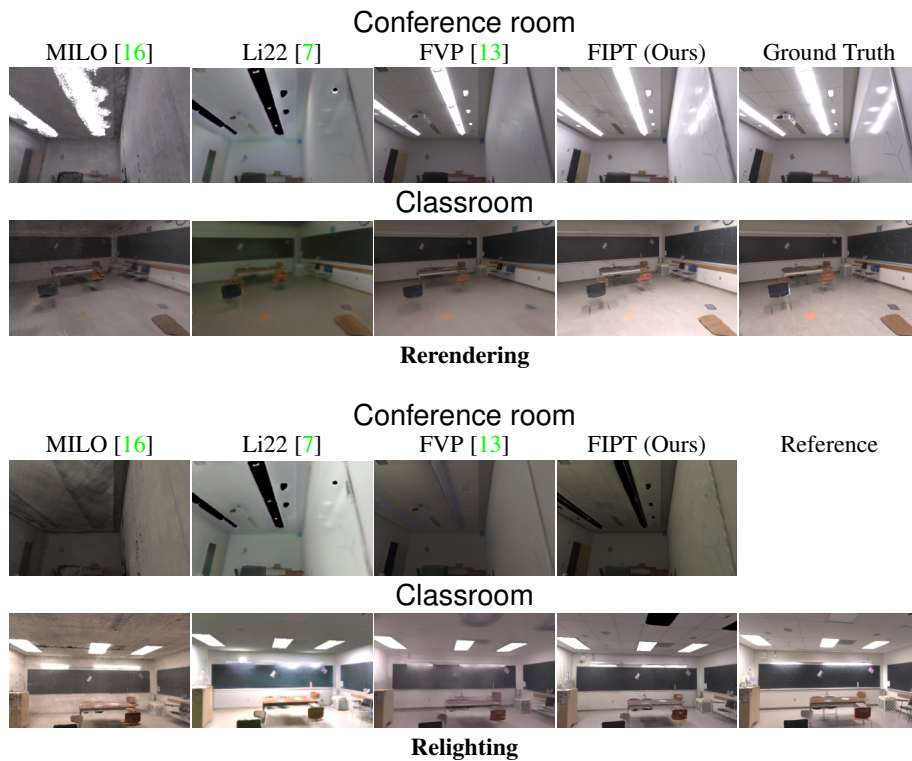 Conference room
MILO [16] Li22 [7] FVP [13] FIPT (Ours) Ground Truth
Classroom
Rerendering
Conference room
MILO [16] Li22 [7] FVP [13] FIPT (Ours) Reference
Classroom
Relighting